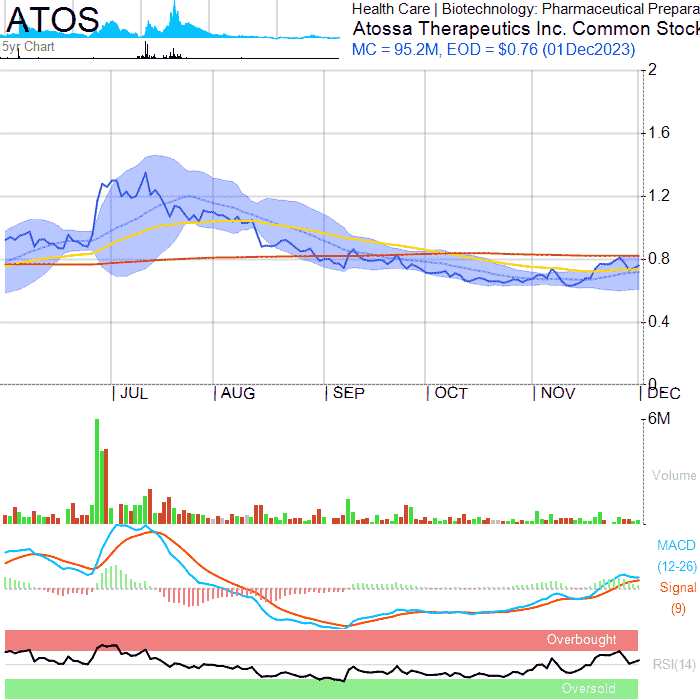 ATOS
5yr Chart
Health Care | Biotechnology: Pharmaceutical Prepara
Atossa Therapeutics Inc. Common Stock
MC = 95.2M, EOD = $0.76 (01Dec2023)
2
1.6
1.2
0.8
0.4
0
JUL AUG SEP OCT NOV DEC
6M
Volume
MACD
(12-26)
Signal
(9)
Overbought
RSI(14)
Oversold